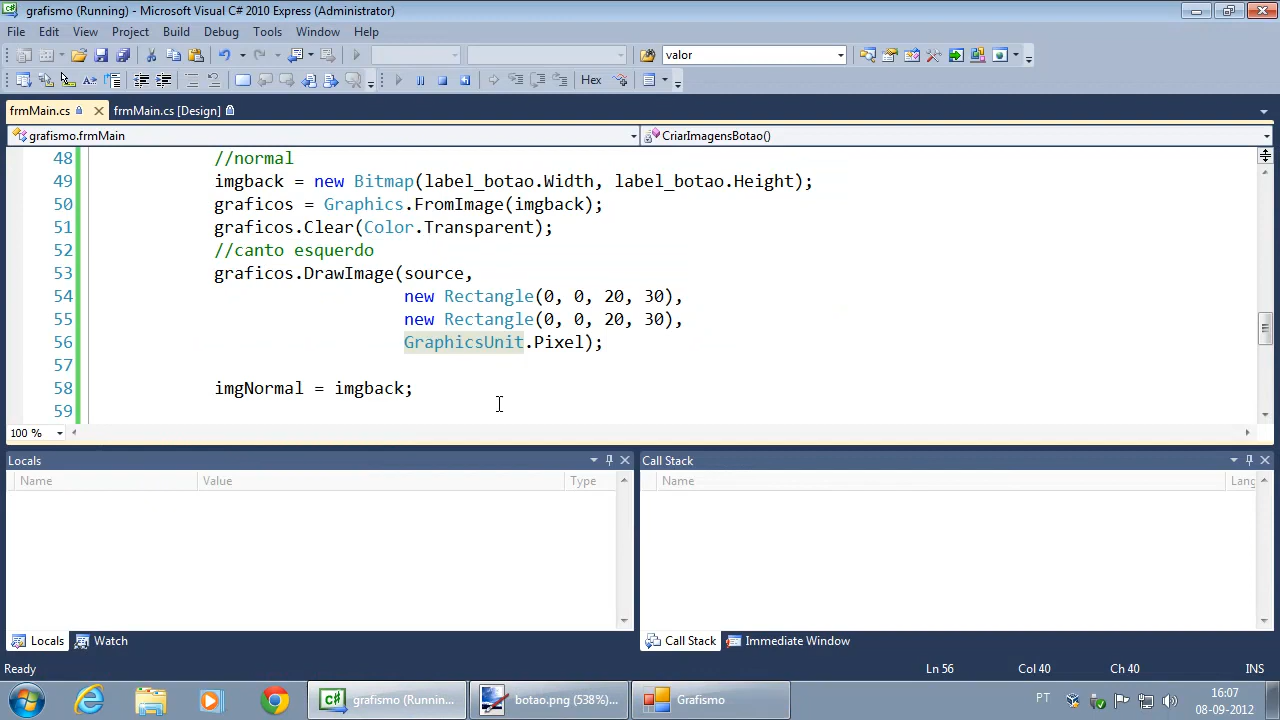 grafismo (Running) - Microsoft Visual C# 2010 Express (Administrator)
File Edit View Project Build Debug Tools Window Help
valor
Hex
frmMain.cs frmMain.cs [Design]
grafismo.frmMain CriarImagensBotao()
48 //normal
49 imgback = new Bitmap(label_botao.Width, label_botao.Height);
50 graficos = Graphics.FromImage(imgback);
51 graficos.Clear(Color.Transparent);
52 //canto esquerdo
53 graficos.DrawImage(source,
54 new Rectangle(0, 0, 20, 30),
55 new Rectangle(0, 0, 20, 30),
56 GraphicsUnit.Pixel);
57
58 imgNormal = imgback;
59
100 %
Locals Call Stack
Name Value Type Name Lang
Locals Watch Call Stack Immediate Window
Ready Ln 56 Col 40 Ch 40 INS
grafismo (Runnin... botao.png (538%)... Grafismo PT 16:07
08-09-2012